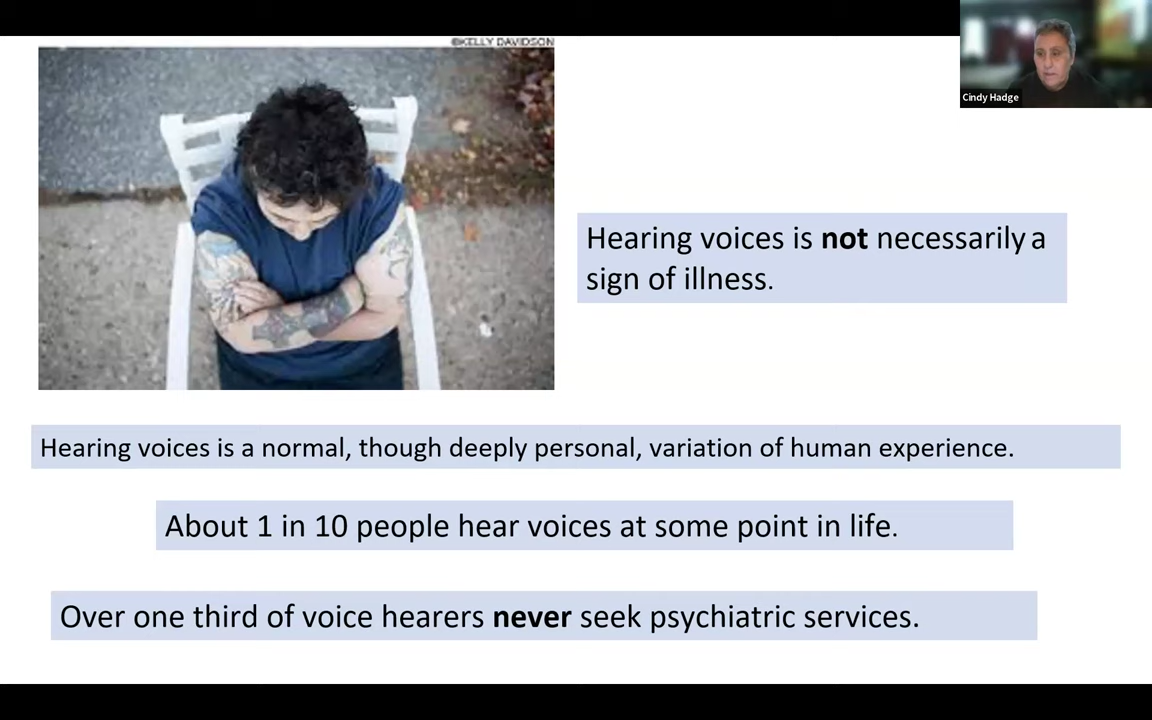 ©KELLY DAVIDSON
Cindy Hadge
Hearing voices is not necessarily a
sign of illness.
Hearing voices is a normal, though deeply personal, variation of human experience.
About 1 in 10 people hear voices at some point in life.
Over one third of voice hearers never seek psychiatric services.